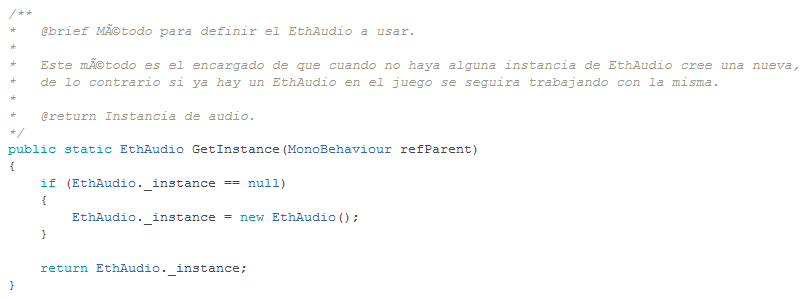 /**
*   @brief MÃ©todo para definir el EthAudio a usar.
*
*   Este mÃ©todo es el encargado de que cuando no haya alguna instancia de EthAudio cree una nueva,
*   de lo contrario si ya hay un EthAudio en el juego se seguira trabajando con la misma.
*
*   @return Instancia de audio.
*/
public static EthAudio GetInstance(MonoBehaviour refParent)
{
    if (EthAudio._instance == null)
    {
        EthAudio._instance = new EthAudio();
    }

    return EthAudio._instance;
}